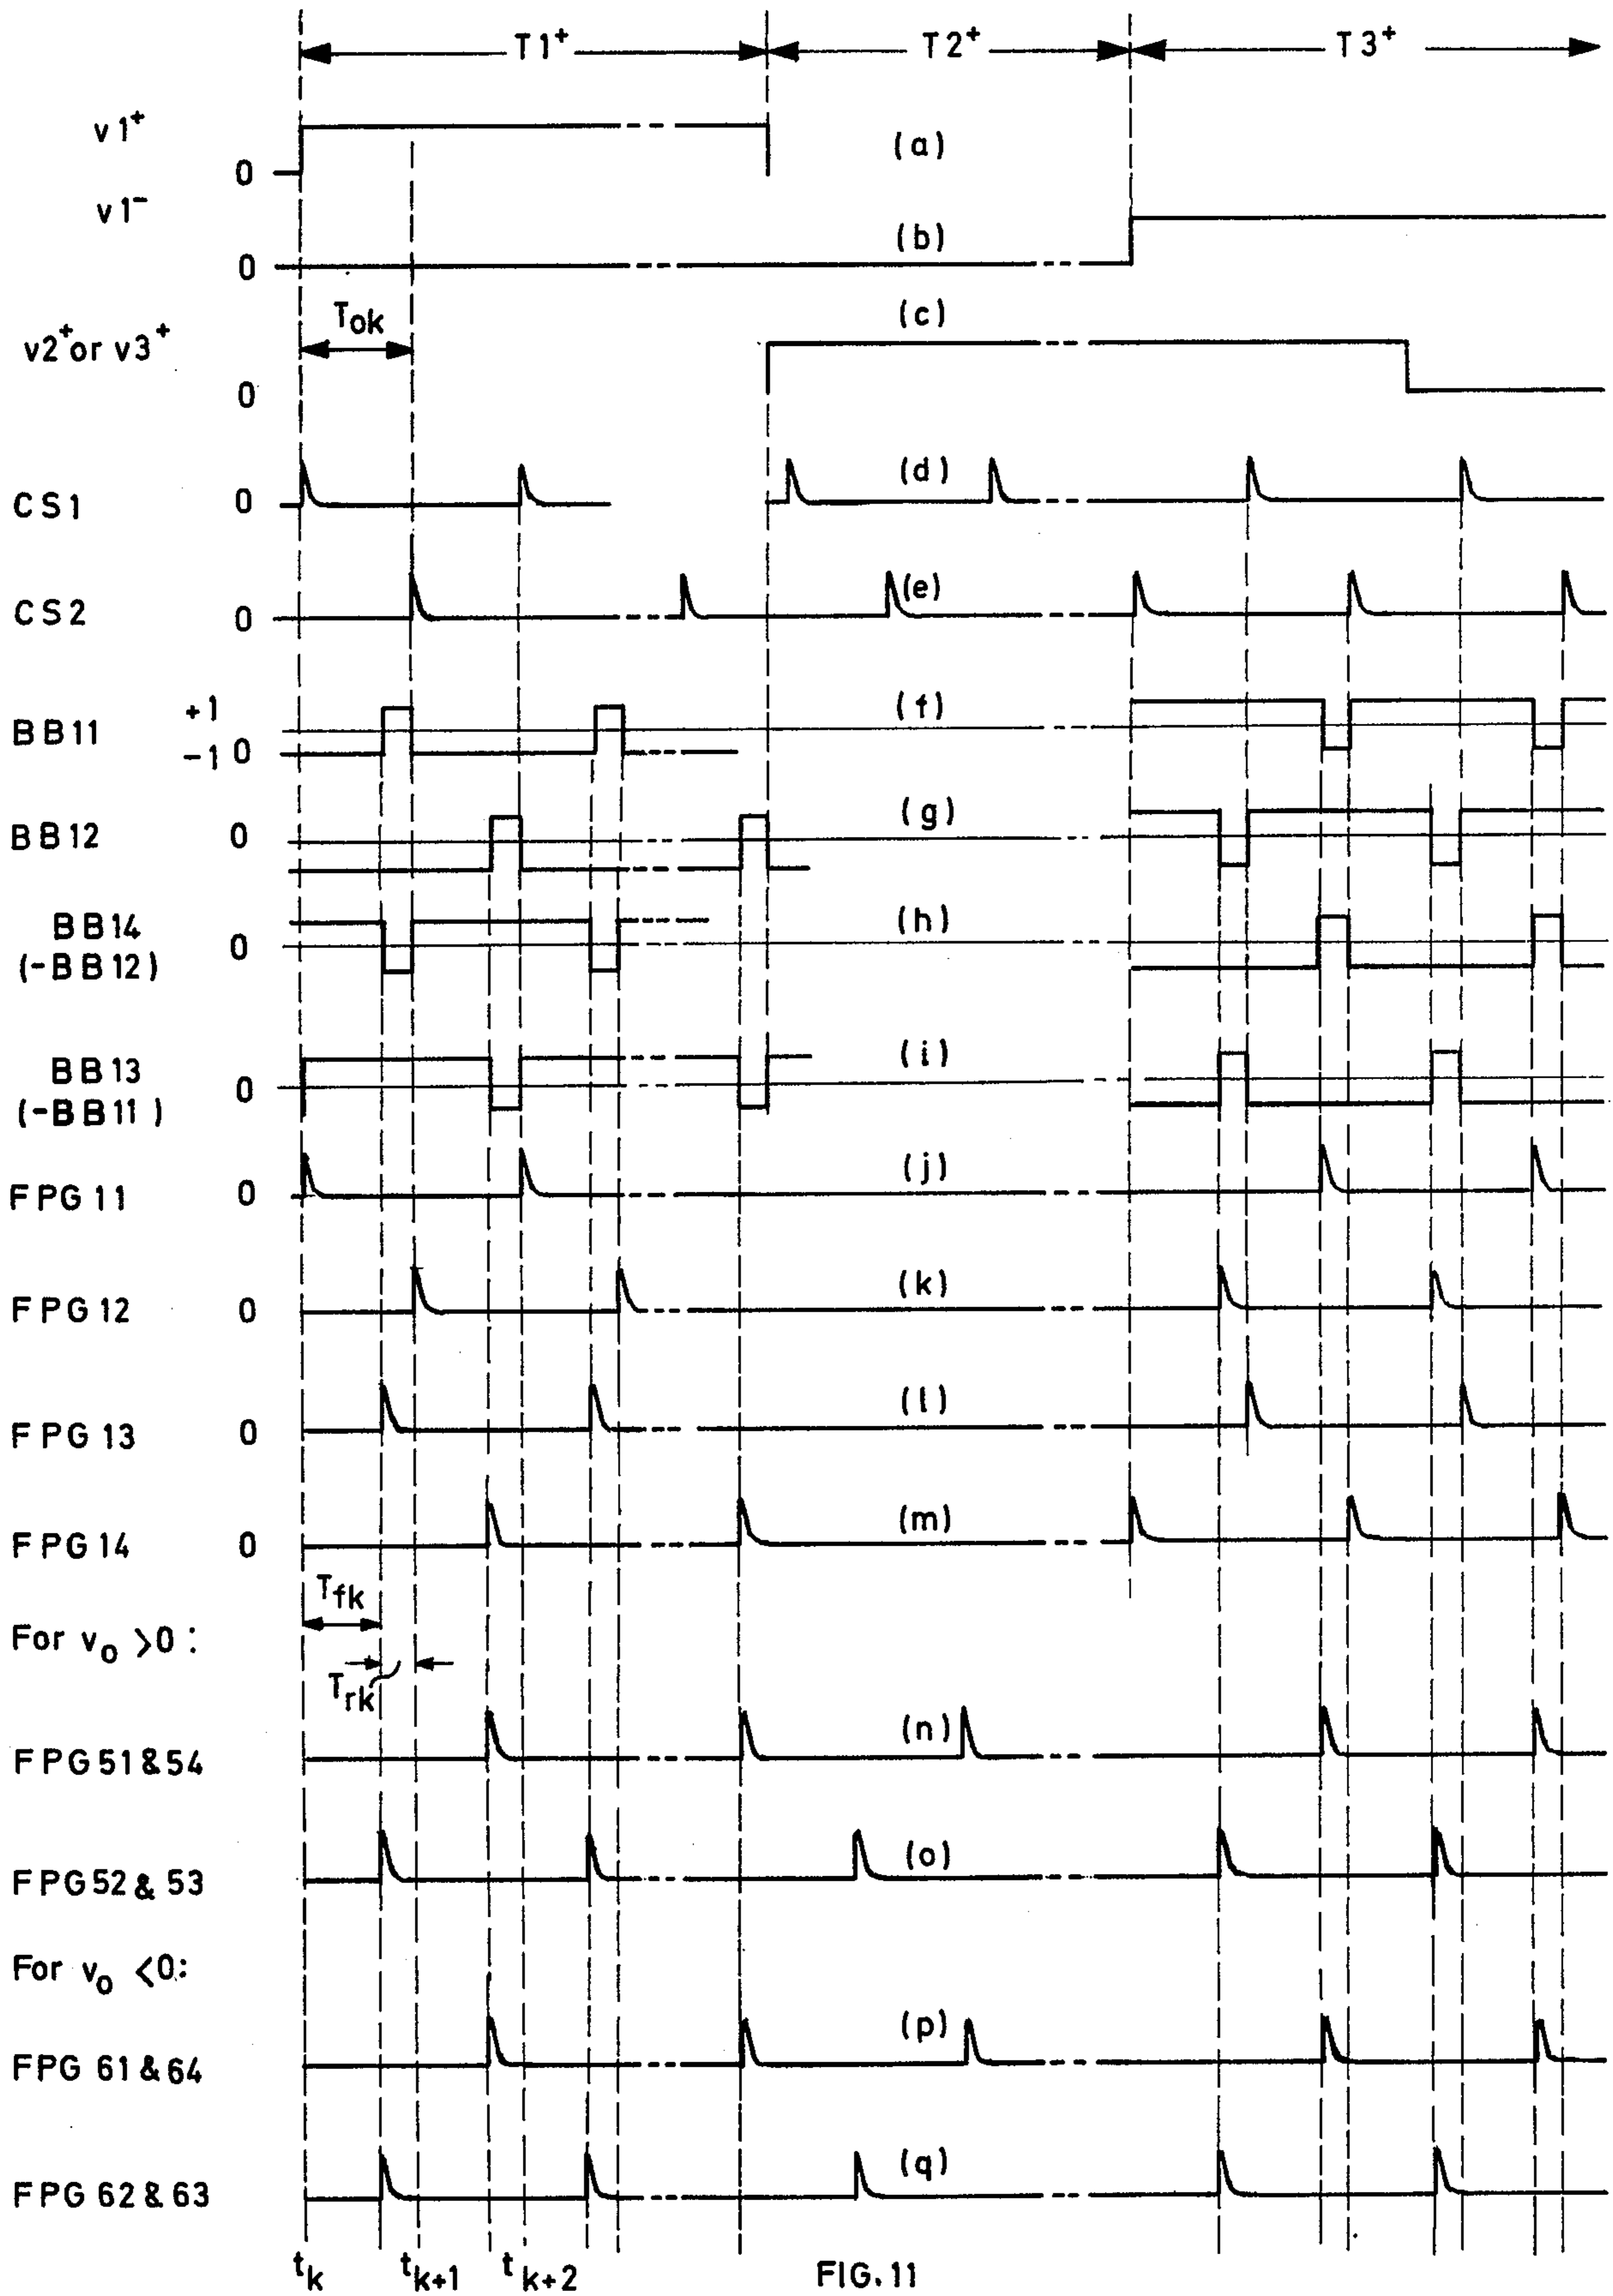 T1+ T2+ T3+
v1+ 0 (a)
v1- 0 (b)
Tok
v2+ or v3+ 0 (c)
CS1 0 (d)
CS2 0 (e)
BB11 +1 0 -1 (f)
BB12 0 (g)
BB14 0 (h)
(-BB12)
BB13 0 (i)
(-BB11)
FPG11 0 (j)
FPG12 0 (k)
FPG13 0 (l)
FPG14 0 (m)
Tfk
For vo >0:
Trk
FPG51&54 (n)
FPG52&53 (o)
For vo <0:
FPG 61&64 (p)
FPG 62&63 (q)
tk tk+1 tk+2
FIG.11